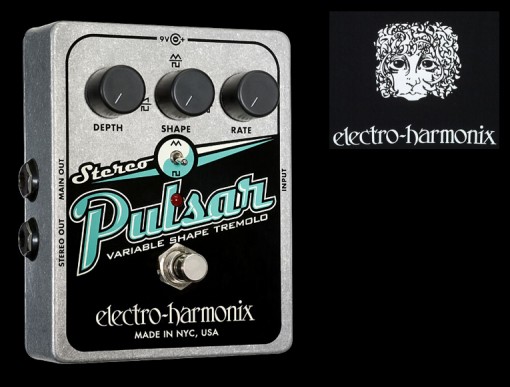 9V
DEPTH SHAPE RATE
MAIN OUT
STEREO OUT
INPUT
Stereo
Pulsar
VARIABLE SHAPE TREMOLO
electro-harmonix
MADE IN NYC, USA
electro-harmonix